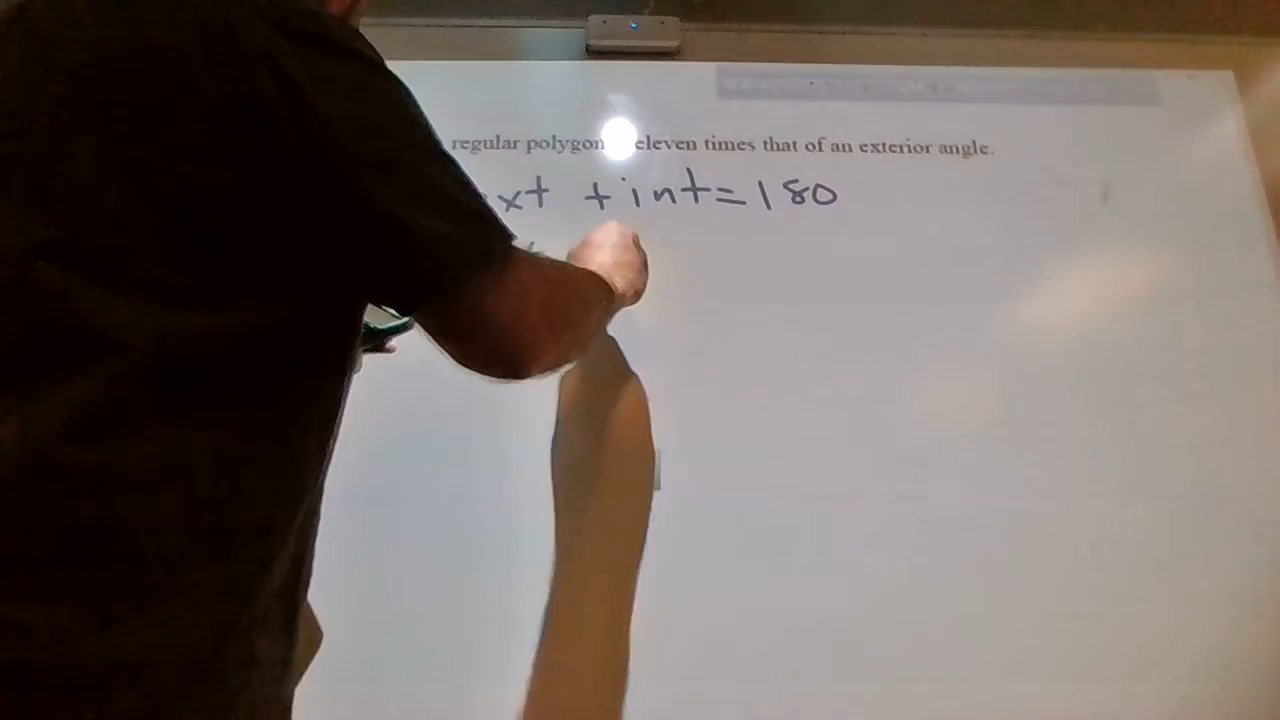 regular polygon eleven times that of an exterior angle.
xt + int = 180